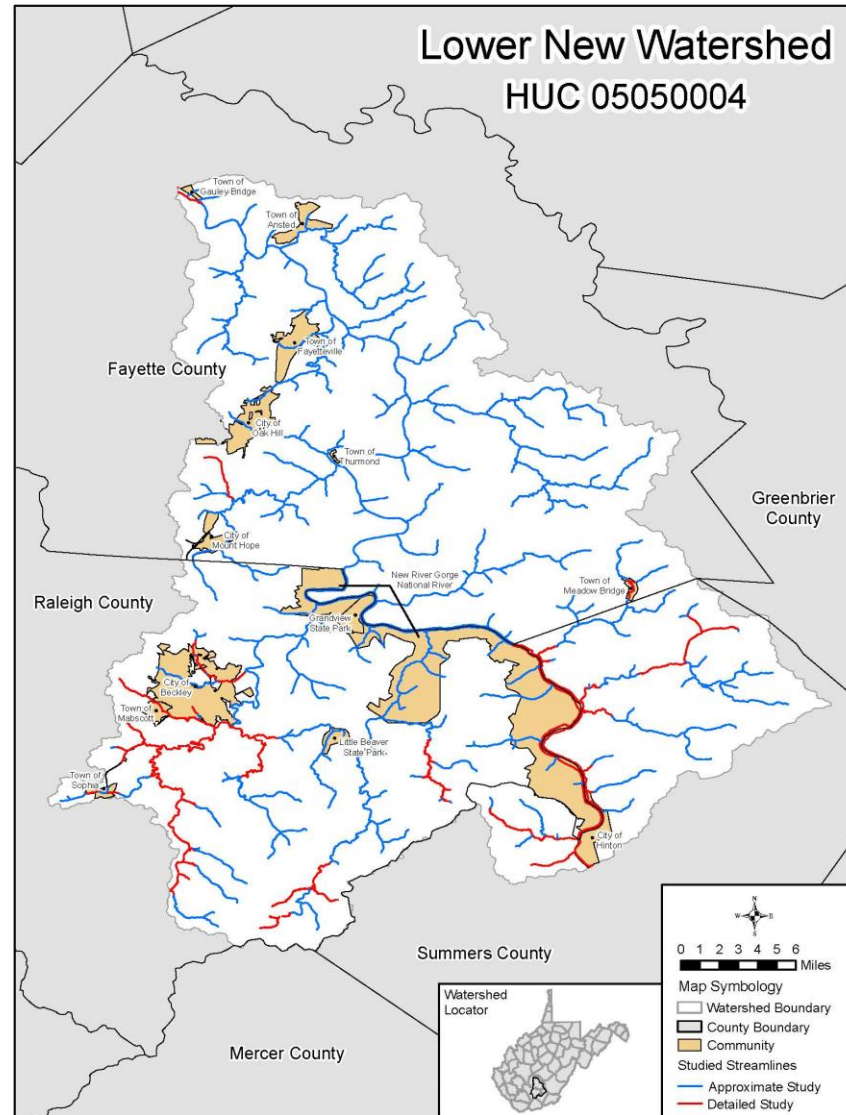 Lower New Watershed
HUC 05050004
Town of
Gauley Bridge
Town of
Ansted
Town of
Fayetteville
Fayette County
City of
Oak Hill
Town of
Thurmond
Greenbrier
County
City of
Mount Hope
New River Gorge
National River
Town of
Meadow Bridge
Raleigh County
Grandview
State Park
City of
Beckley
Town of
Mabscott
Little Beaver
State Park
Town of
Sophia
City of
Hinton
Summers County
Mercer County
Watershed
Locator
N
W E
S
0 1 2 3 4 5 6
Miles
Map Symbology
Watershed Boundary
County Boundary
Community
Studied Streamlines
Approximate Study
Detailed Study